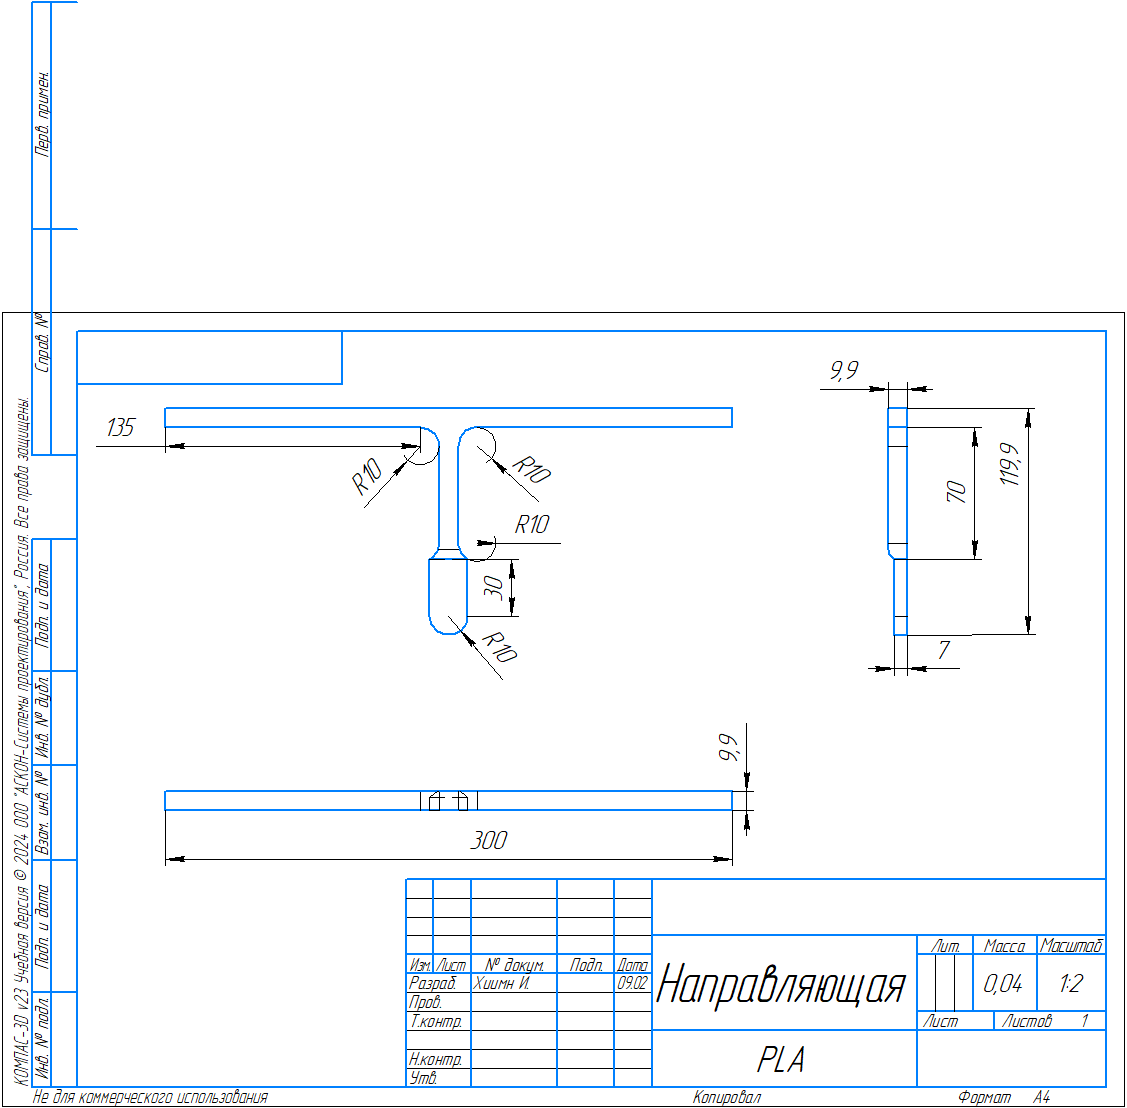 Перв. примен.
Справ. №
Подп. и дата
Инв. № дубл.
Взам. инв. №
Подп. и дата
Инв. № подл.
КОМПАС-3D v23 Учебная версия © 2024 ООО "АСКОН-Системы проектирования", Россия. Все права защищены.
135
R10
R10
R10
30
R10
9,9
70
119,9
7
9,9
300
Изм. Лист № докум. Подп. Дата
Разраб. Хиимн И. 09.02
Пров.
Т.контр.
Н.контр.
Утв.
Направляющая
PLA
Лит. Масса Масштаб
0,04 1:2
Лист Листов 1
Не для коммерческого использования Копировал Формат A4